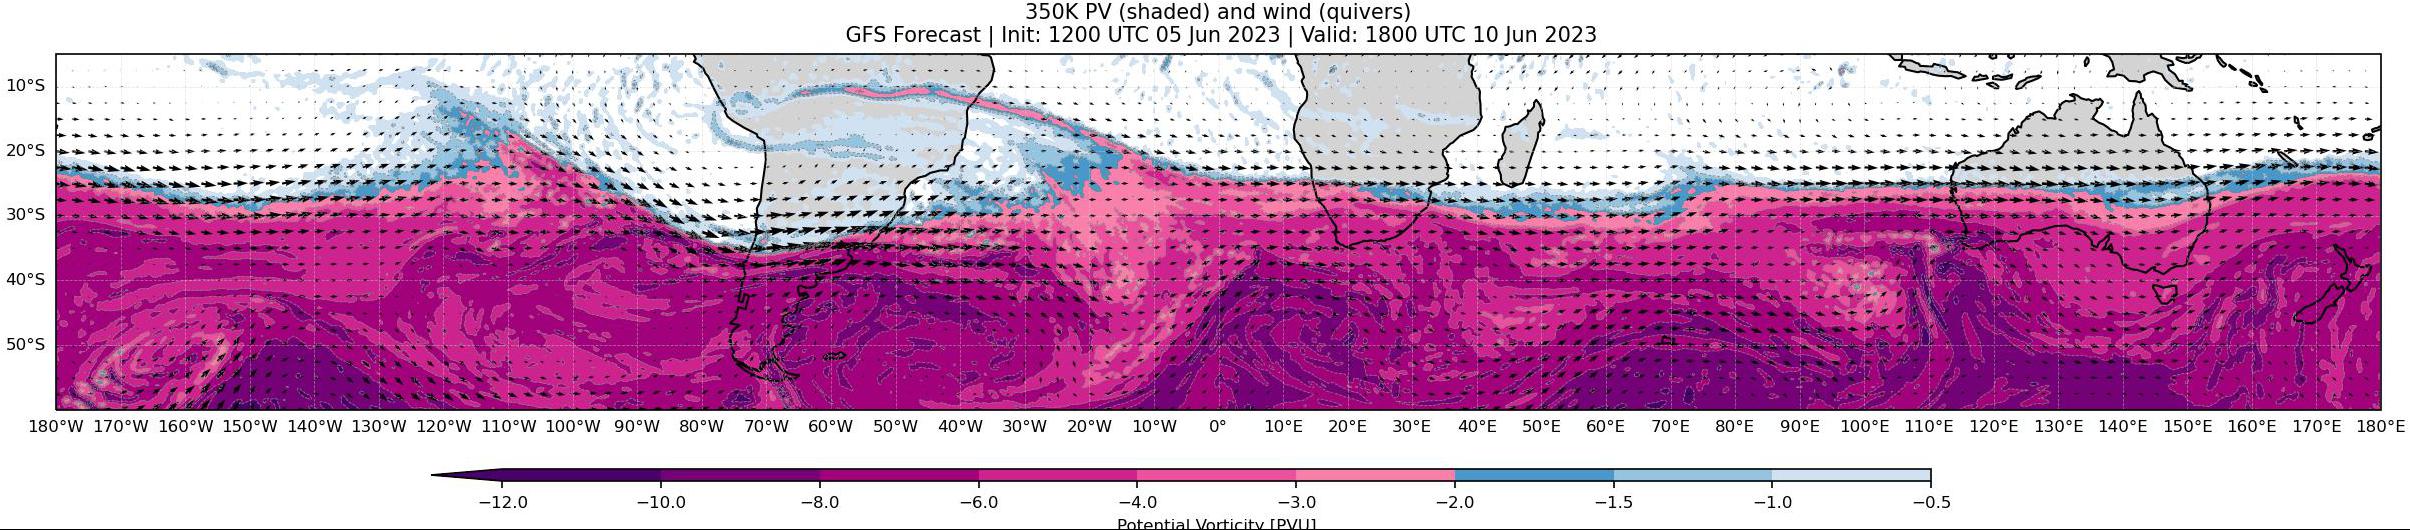 350K PV (shaded) and wind (quivers)
GFS Forecast | Init: 1200 UTC 05 Jun 2023 | Valid: 1800 UTC 10 Jun 2023
10°S
20°S
30°S
40°S
50°S
180°W 170°W 160°W 150°W 140°W 130°W 120°W 110°W 100°W 90°W 80°W 70°W 60°W 50°W 40°W 30°W 20°W 10°W 0° 10°E 20°E 30°E 40°E 50°E 60°E 70°E 80°E 90°E 100°E 110°E 120°E 130°E 140°E 150°E 160°E 170°E 180°E
−12.0 −10.0 −8.0 −6.0 −4.0 −3.0 −2.0 −1.5 −1.0 −0.5
Potential Vorticity [PVU]